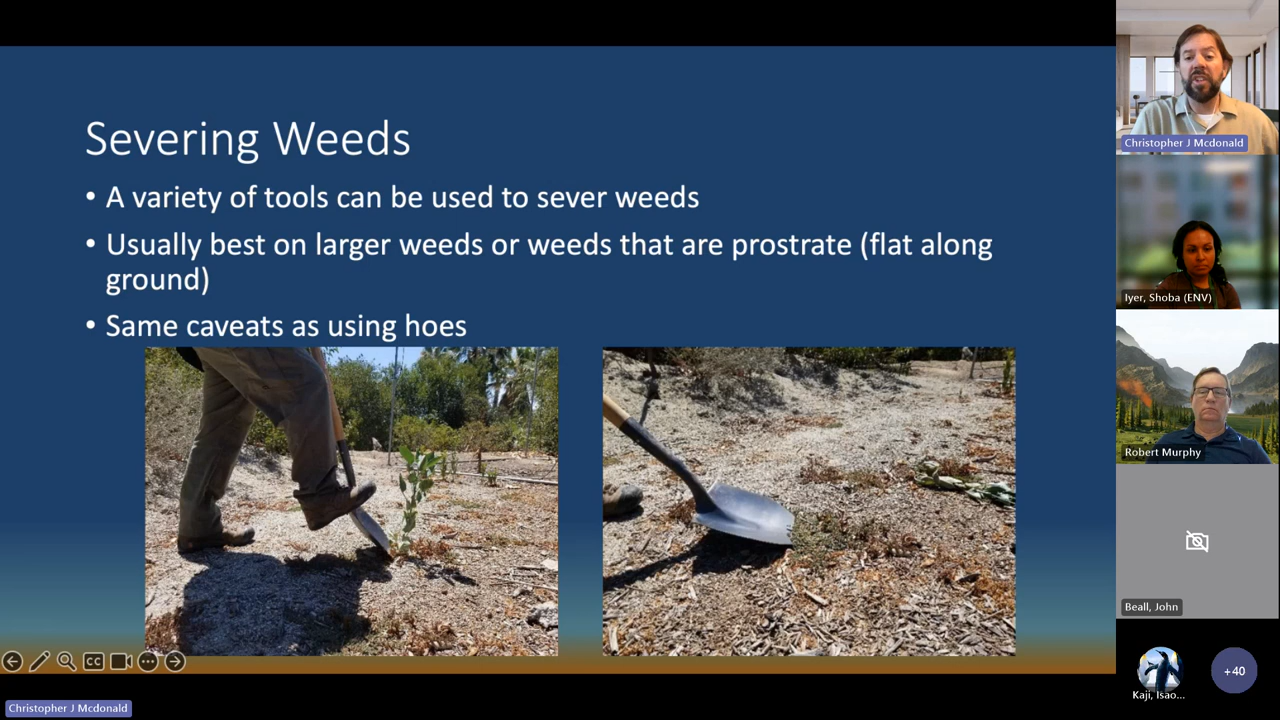 Severing Weeds
• A variety of tools can be used to sever weeds
• Usually best on larger weeds or weeds that are prostrate (flat along
ground)
• Same caveats as using hoes
CC
Christopher J Mcdonald
Christopher J Mcdonald
Iyer, Shoba (ENV)
Robert Murphy
Beall, John
Kaji, Isao...
+40